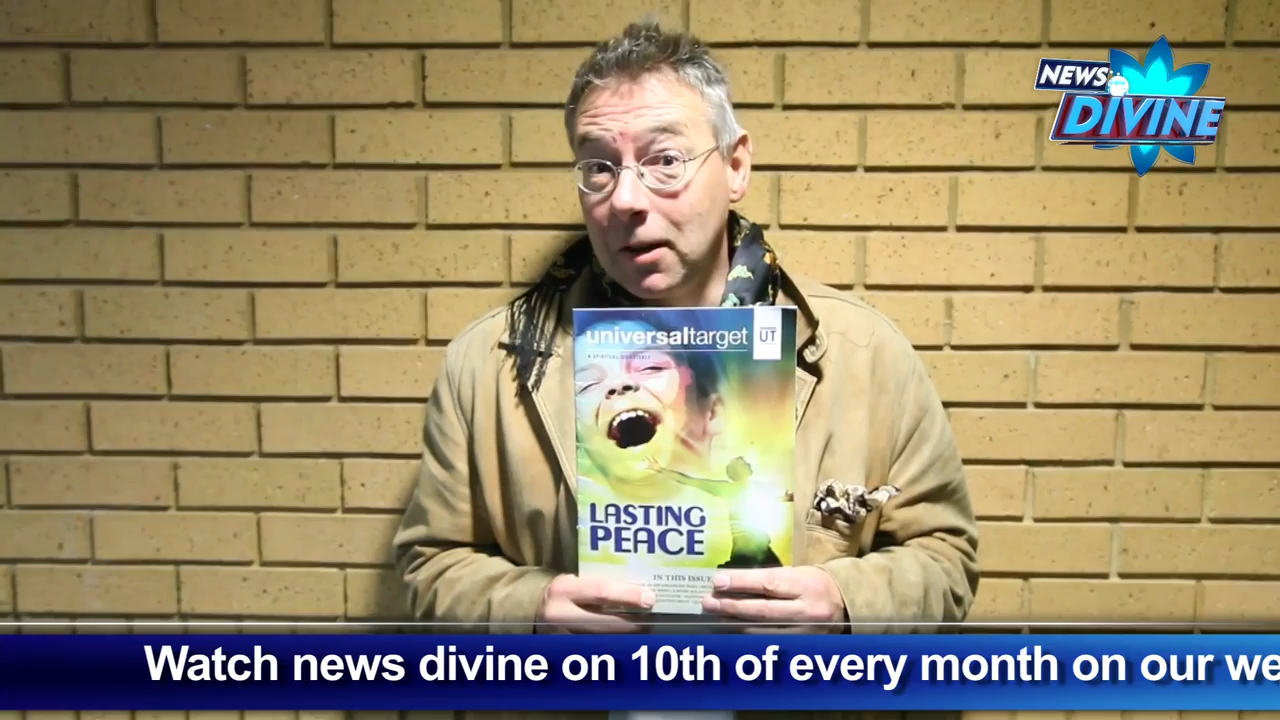 NEWS
DIVINE
universaltarget
UT
A SPIRITUAL QUARTERLY
LASTING
PEACE
IN THIS ISSUE
Watch news divine on 10th of every month on our we